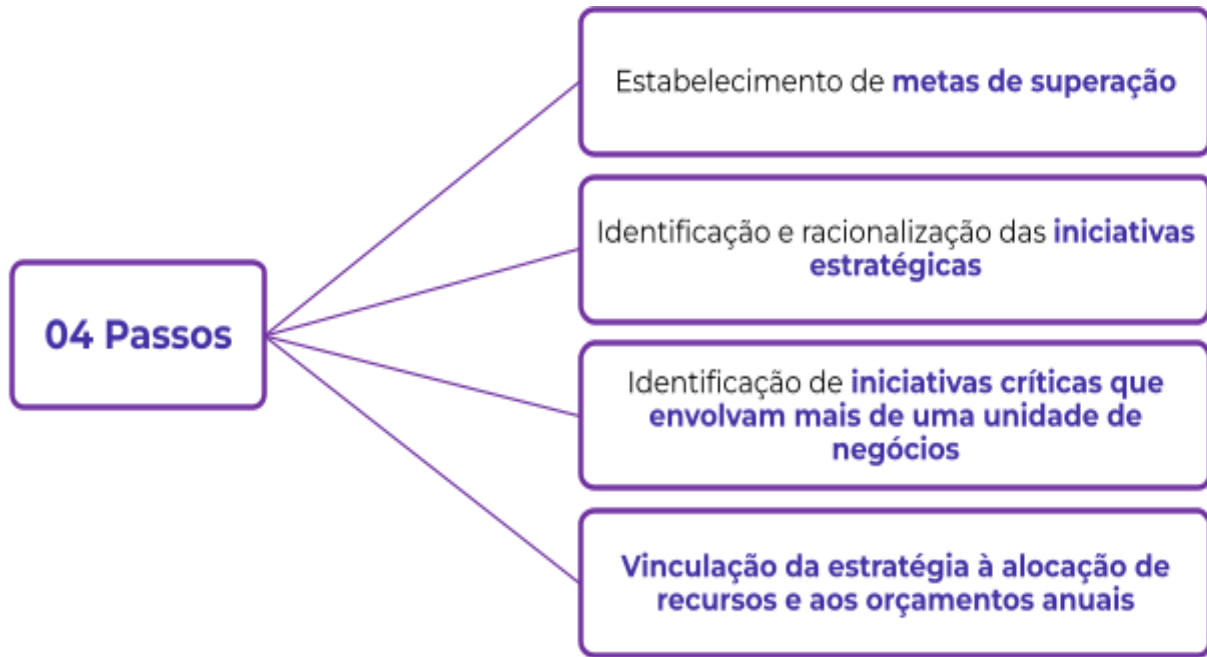 04 Passos
Estabelecimento de metas de superação
Identificação e racionalização das iniciativas
estratégicas
Identificação de iniciativas críticas que
envolvam mais de uma unidade de
negócios
Vinculação da estratégia à alocação de
recursos e aos orçamentos anuais